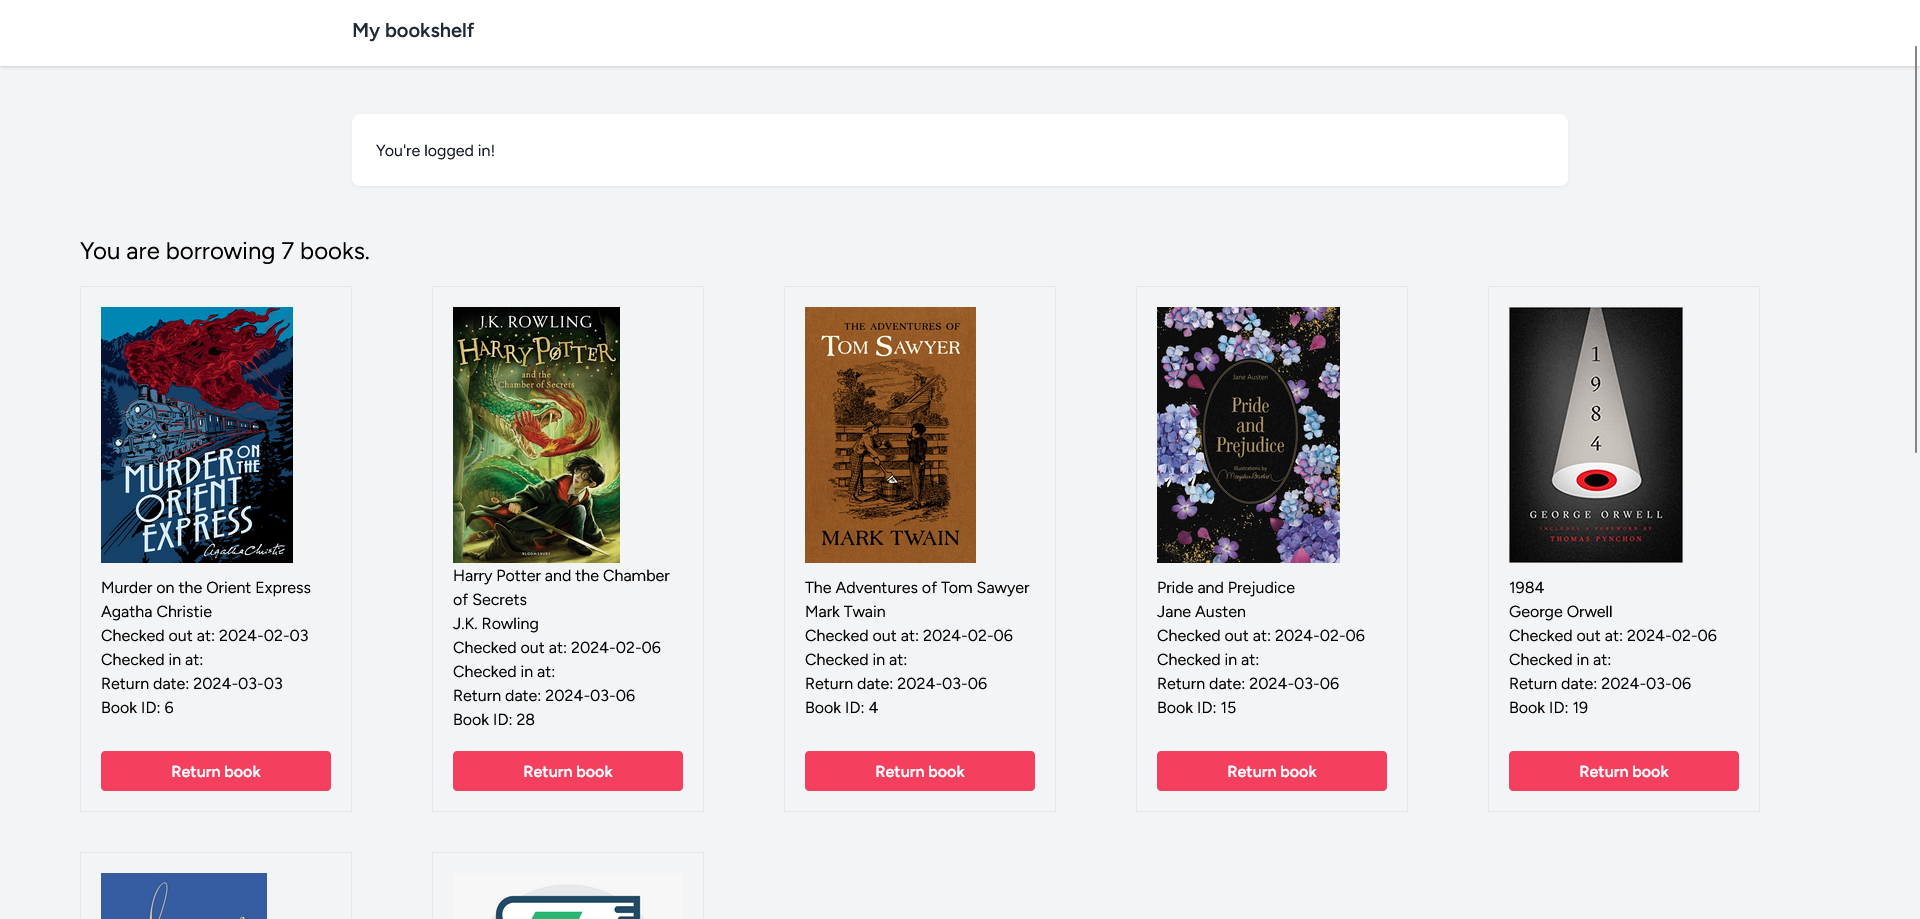 My bookshelf
You're logged in!
You are borrowing 7 books.
MURDER ON THE
ORIENT
EXPRESS
Agatha Christie
Murder on the Orient Express
Agatha Christie
Checked out at: 2024-02-03
Checked in at:
Return date: 2024-03-03
Book ID: 6
Return book
J.K. ROWLING
HARRY POTTER
and the
Chamber of Secrets
BLOOMSBURY
Harry Potter and the Chamber
of Secrets
J.K. Rowling
Checked out at: 2024-02-06
Checked in at:
Return date: 2024-03-06
Book ID: 28
Return book
THE ADVENTURES OF
TOM SAWYER
MARK TWAIN
The Adventures of Tom Sawyer
Mark Twain
Checked out at: 2024-02-06
Checked in at:
Return date: 2024-03-06
Book ID: 4
Return book
Jane Austen
Pride
and
Prejudice
Illustrations by
Pride and Prejudice
Jane Austen
Checked out at: 2024-02-06
Checked in at:
Return date: 2024-03-06
Book ID: 15
Return book
1
9
8
4
GEORGE ORWELL
INCLUDES A FOREWORD BY
THOMAS PYNCHON
1984
George Orwell
Checked out at: 2024-02-06
Checked in at:
Return date: 2024-03-06
Book ID: 19
Return book